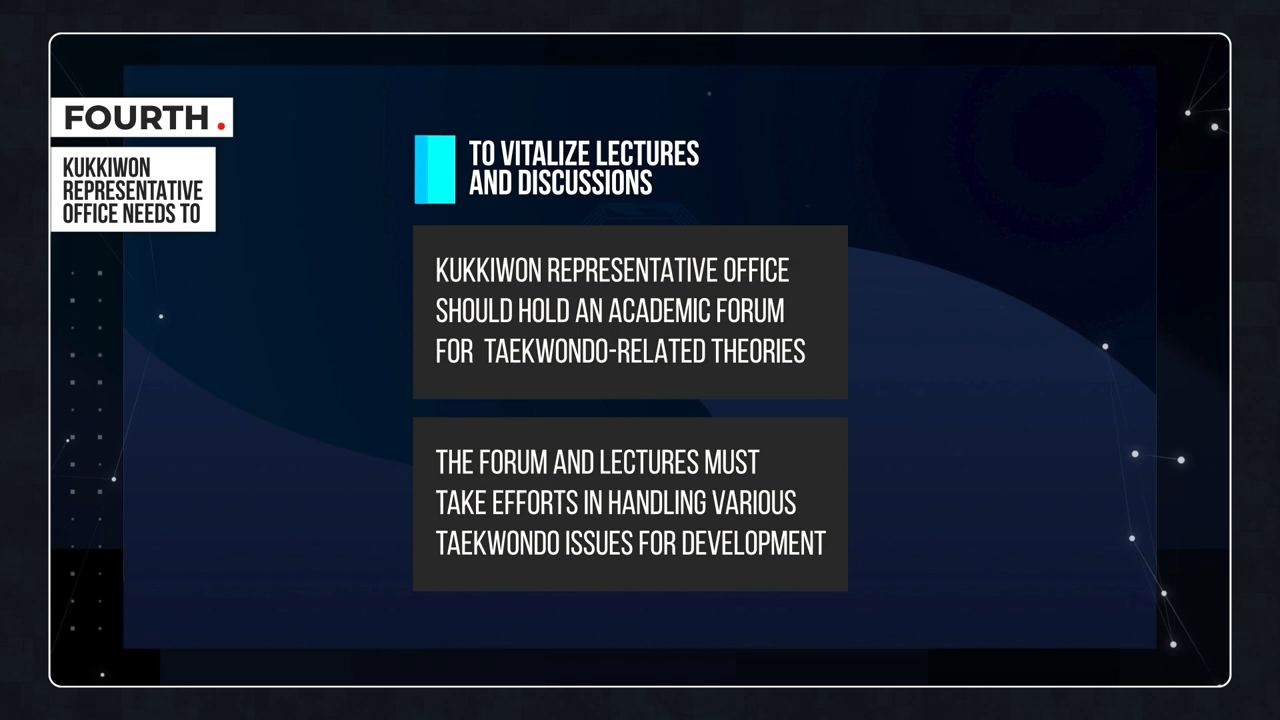 FOURTH.
KUKKIWON
REPRESENTATIVE
OFFICE NEEDS TO
TO VITALIZE LECTURES
AND DISCUSSIONS
KUKKIWON REPRESENTATIVE OFFICE
SHOULD HOLD AN ACADEMIC FORUM
FOR TAEKWONDO-RELATED THEORIES
THE FORUM AND LECTURES MUST
TAKE EFFORTS IN HANDLING VARIOUS
TAEKWONDO ISSUES FOR DEVELOPMENT